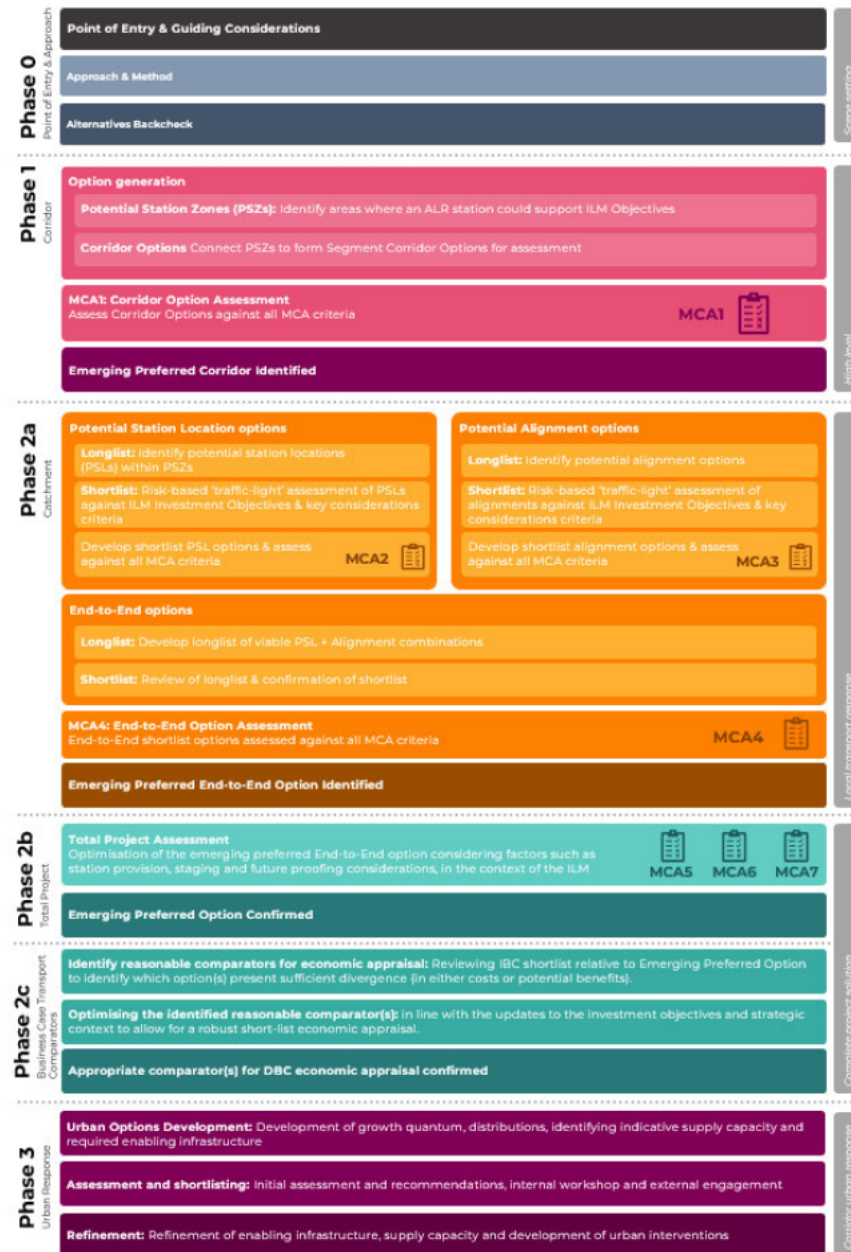 Phase 0
Point of Entry & Approach
Point of Entry & Guiding Considerations
Approach & Method
Alternatives Backcheck
Phase 1
Corridor
Option generation
Potential Station Zones (PSZs): Identify areas where an ALR station could support ILM Objectives
Corridor Options Connect PSZs to form Segment Corridor Options for assessment
MCA1: Corridor Option Assessment
Assess Corridor Options against all MCA criteria
MCA1
Emerging Preferred Corridor Identified
High level
Phase 2a
Catchment
Potential Station Location options
Longlist: Identify potential station locations
(PSLs) within PSZs
Shortlist: Risk-based 'traffic-light' assessment of PSLs
against ILM Investment Objectives & key considerations
criteria
Develop shortlist PSL options & assess
against all MCA criteria
MCA2
Potential Alignment options
Longlist: Identify potential alignment options
Shortlist: Risk-based 'traffic-light' assessment of
alignments against ILM Investment Objectives & key
considerations criteria
Develop shortlist alignment options & assess
against all MCA criteria
MCA3
End-to-End options
Longlist: Develop longlist of viable PSL + Alignment combinations
Shortlist: Review of longlist & confirmation of shortlist
MCA4: End-to-End Option Assessment
End-to-End shortlist options assessed against all MCA criteria
MCA4
Emerging Preferred End-to-End Option Identified
Local transport response
Phase 2b
Total Project
Total Project Assessment
Optimisation of the emerging preferred End-to-End option considering factors such as
station provision, staging and future proofing considerations, in the context of the ILM
MCA5
MCA6
MCA7
Emerging Preferred Option Confirmed
Phase 2c
Business Case Transport
Comparators
Identify reasonable comparators for economic appraisal: Reviewing IBC shortlist relative to Emerging Preferred Option
to identify which option(s) present sufficient divergence (in either costs or potential benefits).
Optimising the identified reasonable comparator(s): in line with the updates to the investment objectives and strategic
context to allow for a robust short-list economic appraisal.
Appropriate comparator(s) for DBC economic appraisal confirmed
Complete project solution
Phase 3
Urban Response
Urban Options Development: Development of growth quantum, distributions, identifying indicative supply capacity and
required enabling infrastructure
Assessment and shortlisting: Initial assessment and recommendations, internal workshop and external engagement
Refinement: Refinement of enabling infrastructure, supply capacity and development of urban interventions
urban response